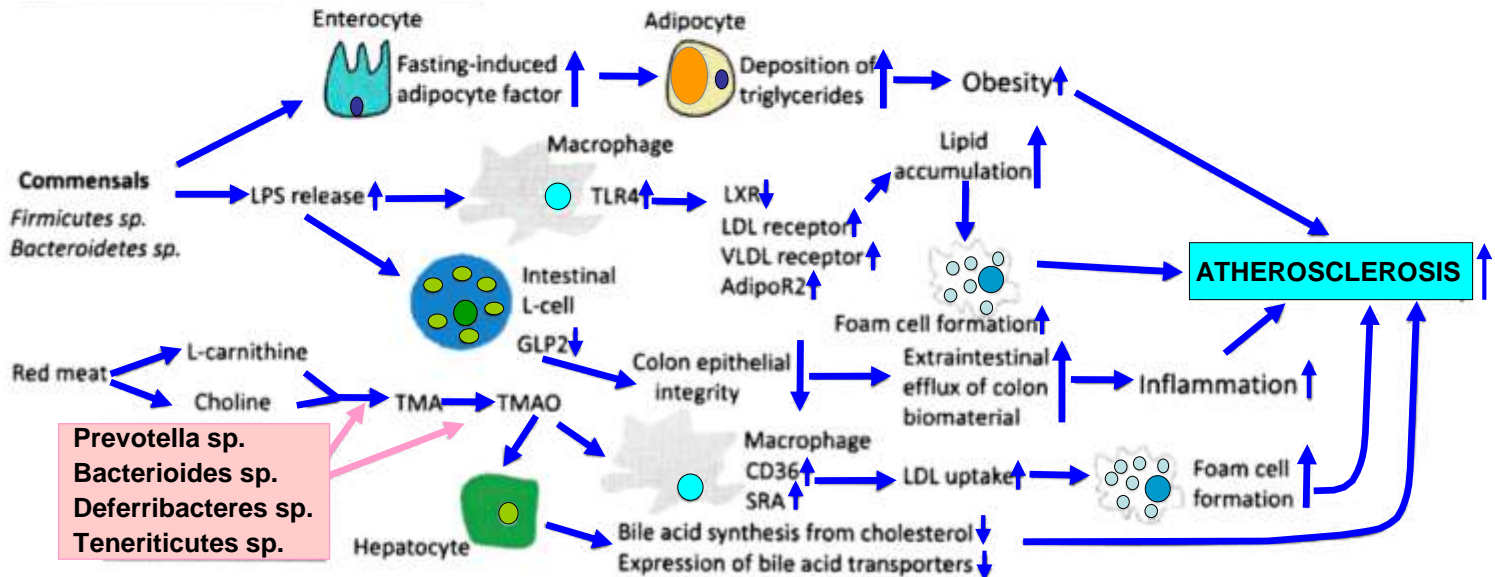 Enterocyte
Fasting-induced
adipocyte factor
Adipocyte
Deposition of
triglycerides
Obesity
Commensals
Firmicutes sp.
Bacteroidetes sp.
LPS release
Macrophage
TLR4
LXR
LDL receptor
VLDL receptor
AdipoR2
Lipid
accumulation
Foam cell formation
ATHEROSCLEROSIS
Intestinal
L-cell
GLP2
Colon epithelial
integrity
Extraintestinal
efflux of colon
biomaterial
Inflammation
Red meat
L-carnithine
Choline
TMA
TMAO
Prevotella sp.
Bacterioides sp.
Deferribacteres sp.
Teneriticutes sp.
Macrophage
CD36
SRA
LDL uptake
Foam cell
formation
Hepatocyte
Bile acid synthesis from cholesterol
Expression of bile acid transporters